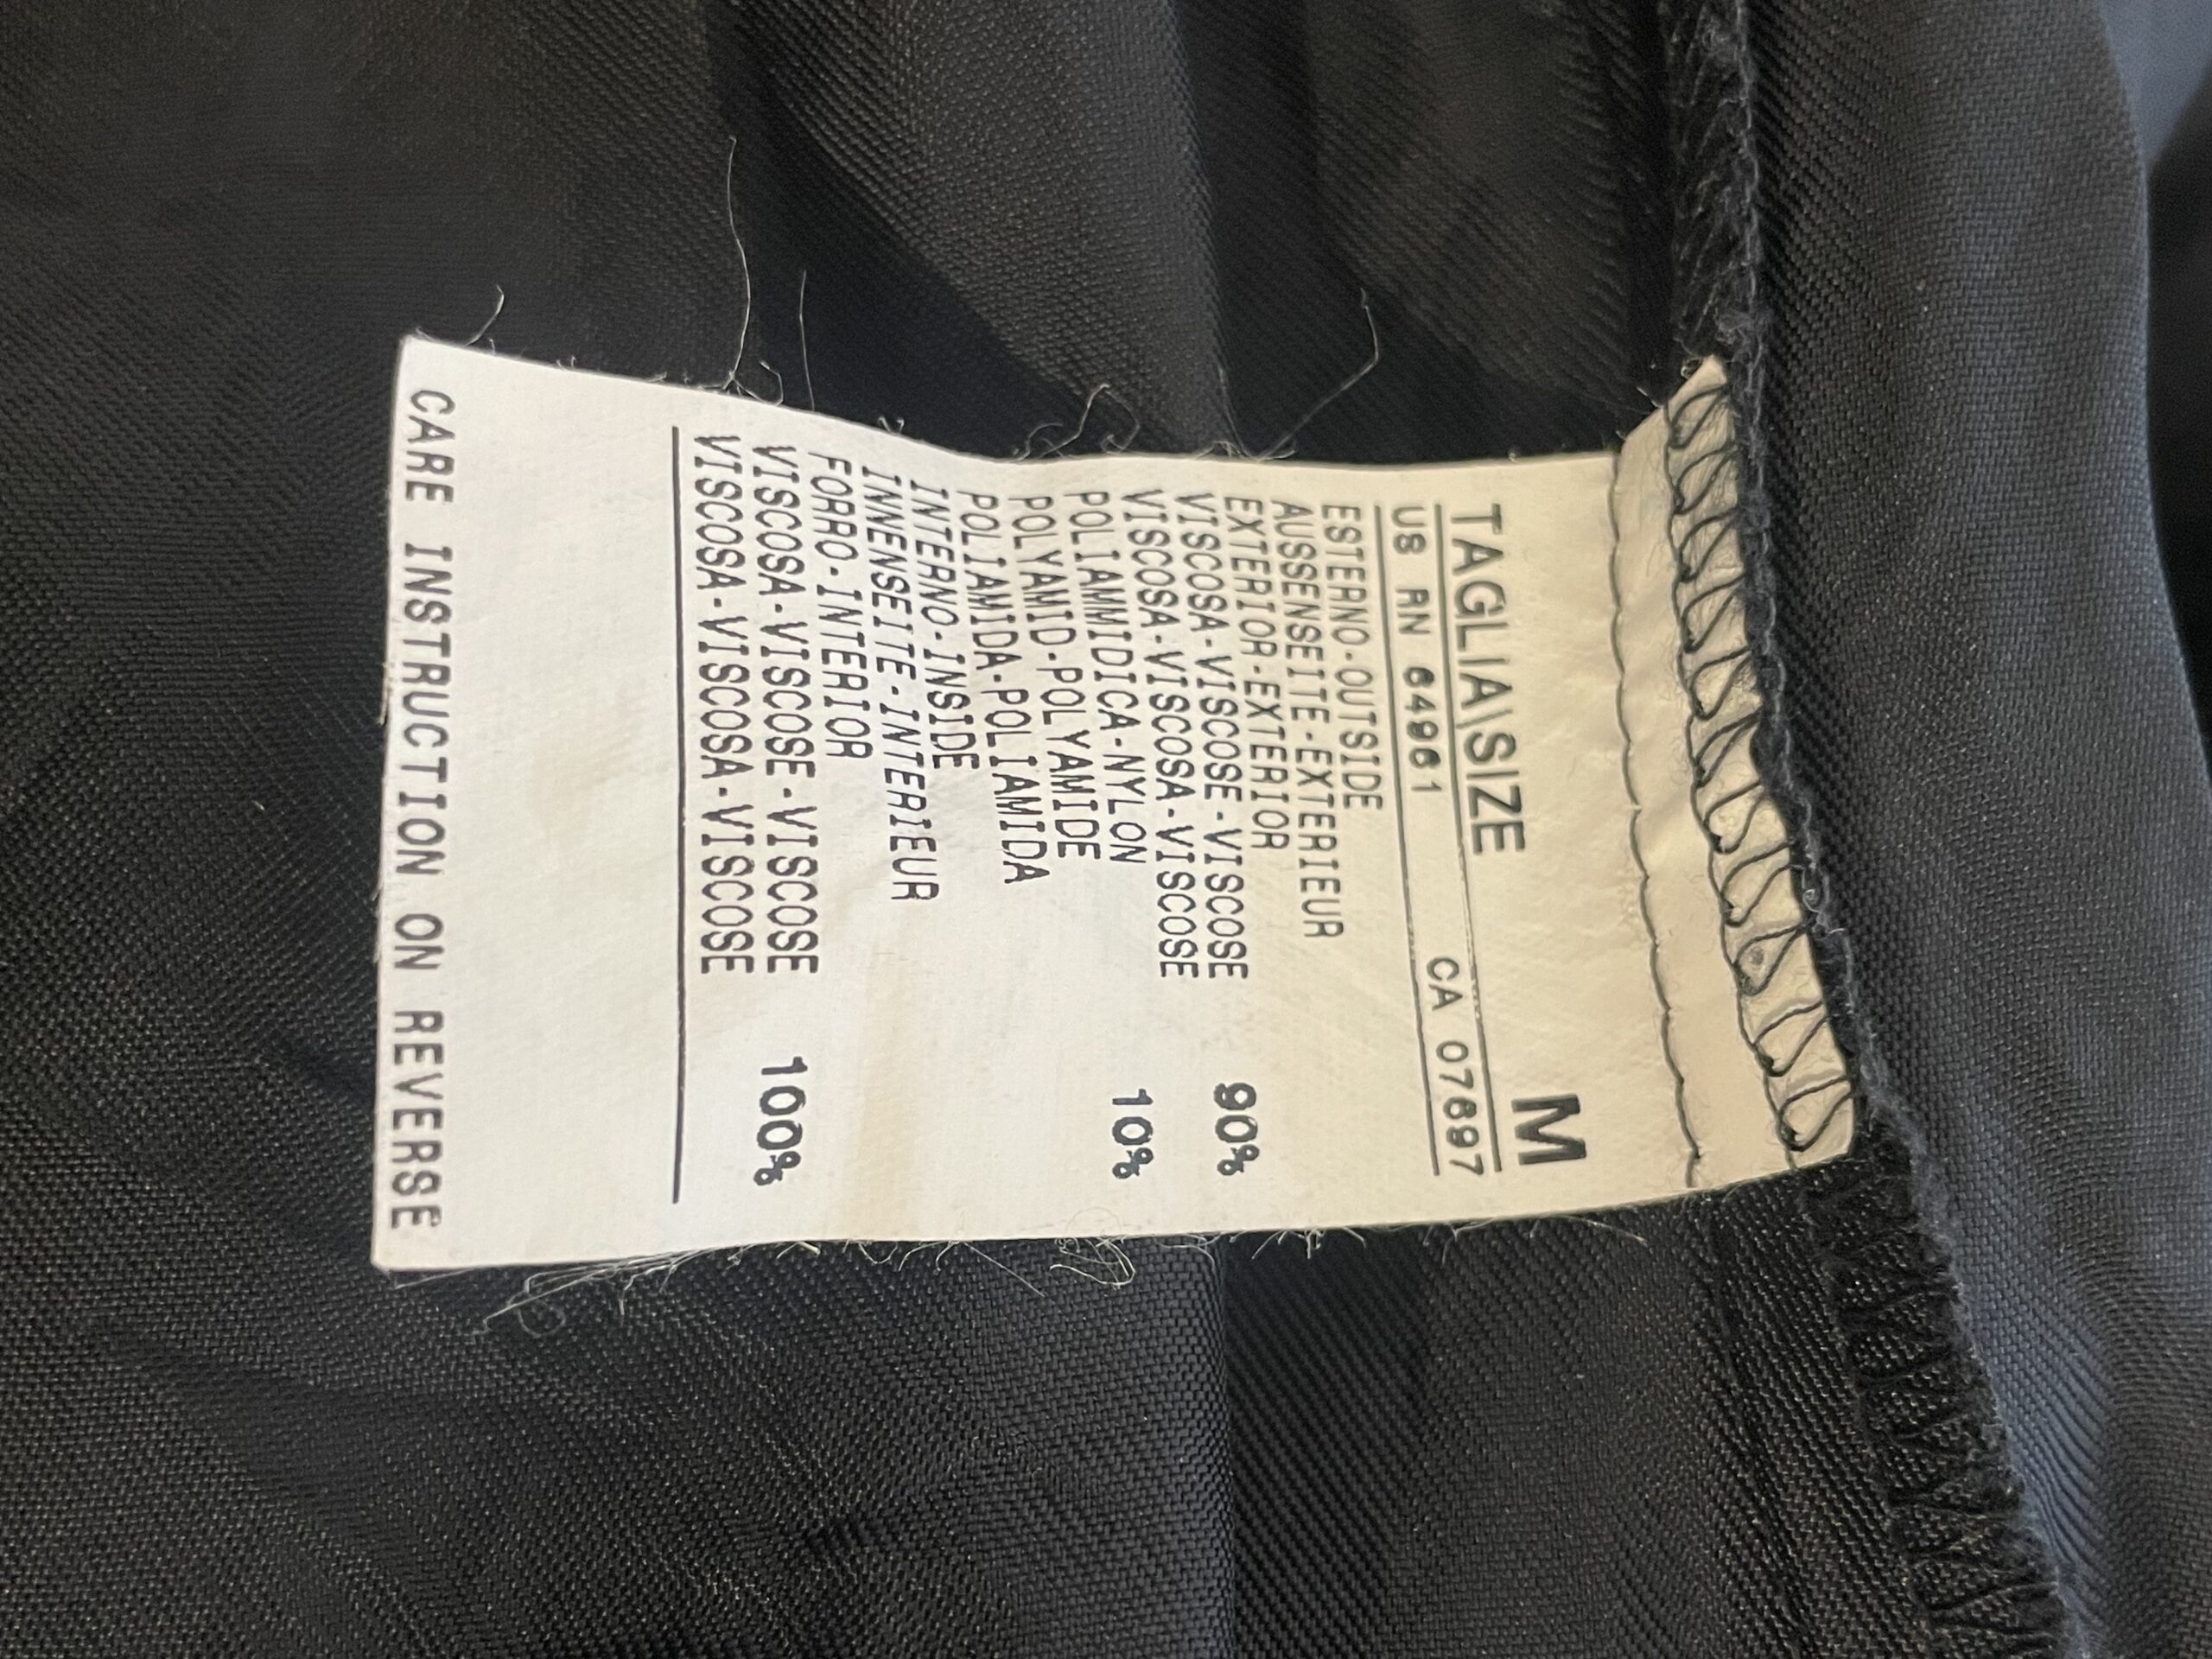 TAGLIA\SIZE M
US RN 64961 CA 07697
ESTERNO-OUTSIDE
AUSSENSEITE-EXTERIEUR
EXTERIOR-EXTERIOR
VISCOSA-VISCOSE-VISCOSE 90%
VISCOSA-VISCOSA-VISCOSE
POLIAMMIDICA-NYLON 10%
POLYAMID-POLYAMIDE
POLIAMIDA-POLIAMIDA
INTERNO-INSIDE
INNENSEITE-INTERIEUR
FORRO-INTERIOR
VISCOSA-VISCOSE-VISCOSE 100%
VISCOSA-VISCOSA-VISCOSE
CARE INSTRUCTION ON REVERSE